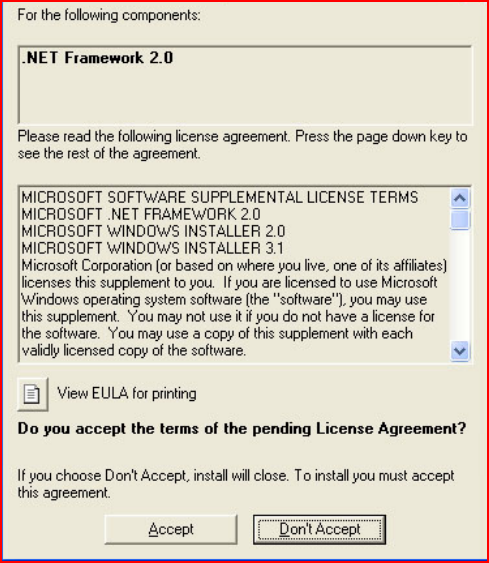 For the following components:
.NET Framework 2.0
Please read the following license agreement. Press the page down key to
see the rest of the agreement.
MICROSOFT SOFTWARE SUPPLEMENTAL LICENSE TERMS
MICROSOFT .NET FRAMEWORK 2.0
MICROSOFT WINDOWS INSTALLER 2.0
MICROSOFT WINDOWS INSTALLER 3.1
Microsoft Corporation (or based on where you live, one of its affiliates)
licenses this supplement to you.  If you are licensed to use Microsoft
Windows operating system software (the "software"), you may use
this supplement.  You may not use it if you do not have a license for
the software.  You may use a copy of this supplement with each
validly licensed copy of the software.
View EULA for printing
Do you accept the terms of the pending License Agreement?
If you choose Don't Accept, install will close. To install you must accept
this agreement.
Accept
Don't Accept